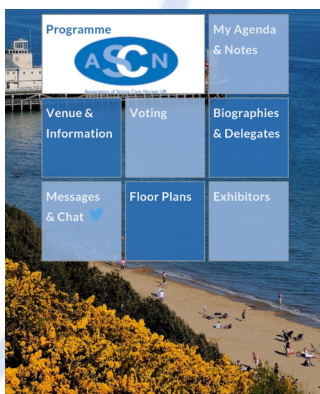 Programme
ASCN
Association of Stoma Care Nurses UK
My Agenda
& Notes
Venue &
Information
Voting
Biographies
& Delegates
Messages
& Chat
Floor Plans
Exhibitors